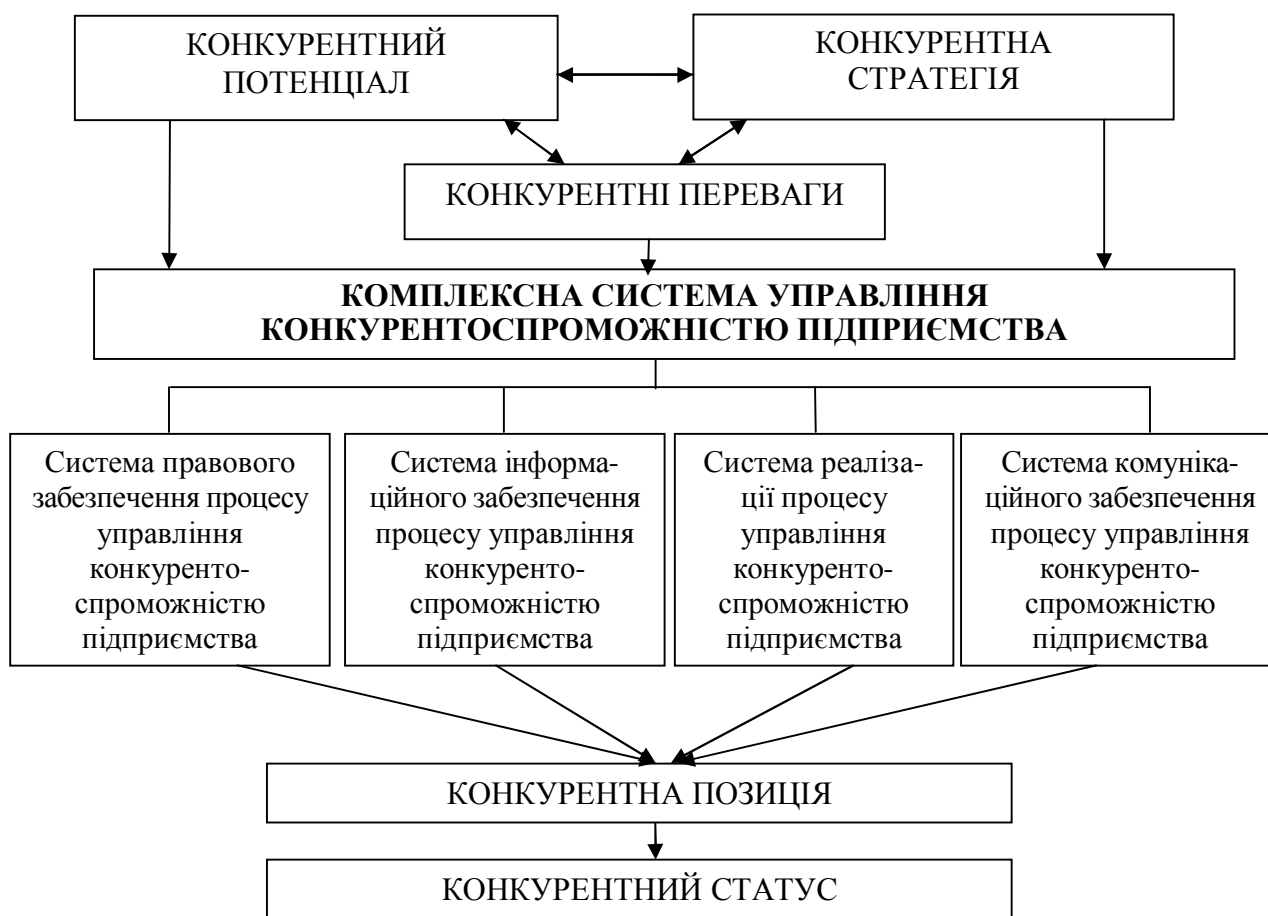 КОНКУРЕНТНИЙ
ПОТЕНЦІАЛ
КОНКУРЕНТНА
СТРАТЕГІЯ
КОНКУРЕНТНІ ПЕРЕВАГИ
КОМПЛЕКСНА СИСТЕМА УПРАВЛІННЯ
КОНКУРЕНТОСПРОМОЖНІСТЮ ПІДПРИЄМСТВА
Система правового
забезпечення процесу
управління
конкуренто-
спроможністю
підприємства
Система інформа-
ційного забезпечення
процесу управління
конкуренто-
спроможністю
підприємства
Система реаліза-
ції процесу
управління
конкуренто-
спроможністю
підприємства
Система комуніка-
ційного забезпечення
процесу управління
конкуренто-
спроможністю
підприємства
КОНКУРЕНТНА ПОЗИЦІЯ
КОНКУРЕНТНИЙ СТАТУС